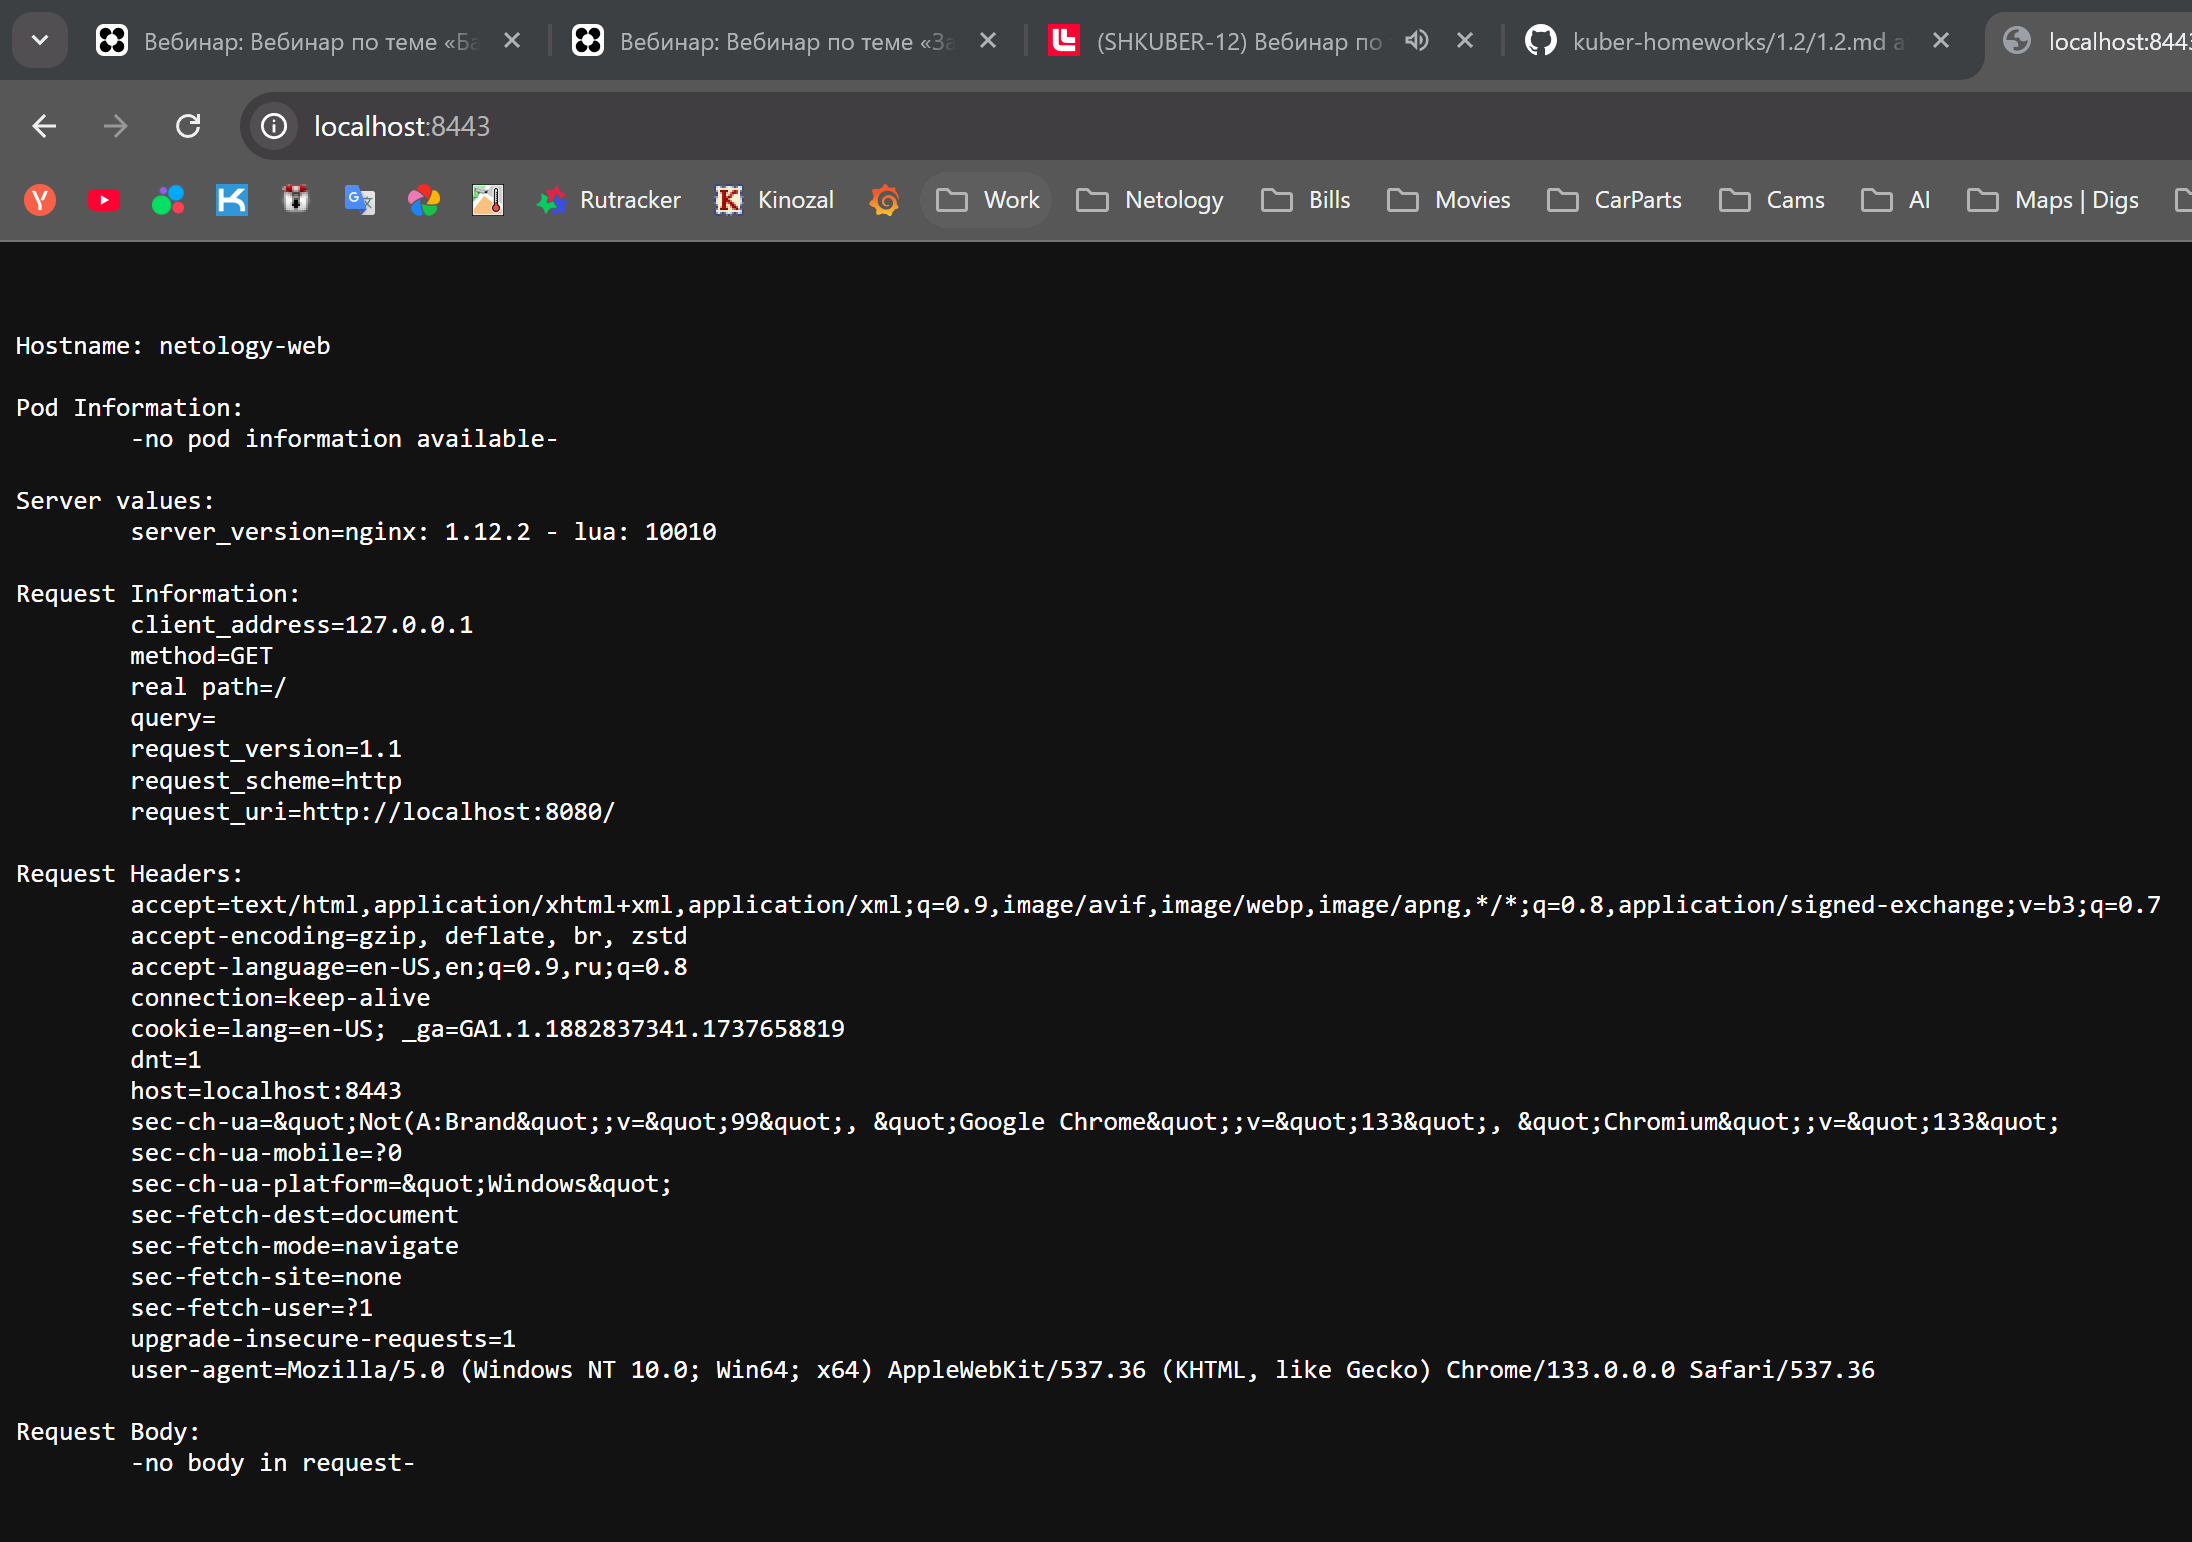 Вебинар: Вебинар по теме «Ба
Вебинар: Вебинар по теме «За
(SHKUBER-12) Вебинар по
kuber-homeworks/1.2/1.2.md a
localhost:8443
localhost:8443
Rutracker
Kinozal
Work
Netology
Bills
Movies
CarParts
Cams
AI
Maps | Digs
Hostname: netology-web
Pod Information:
-no pod information available-
Server values:
server_version=nginx: 1.12.2 - lua: 10010
Request Information:
client_address=127.0.0.1
method=GET
real path=/
query=
request_version=1.1
request_scheme=http
request_uri=http://localhost:8080/
Request Headers:
accept=text/html,application/xhtml+xml,application/xml;q=0.9,image/avif,image/webp,image/apng,*/*;q=0.8,application/signed-exchange;v=b3;q=0.7
accept-encoding=gzip, deflate, br, zstd
accept-language=en-US,en;q=0.9,ru;q=0.8
connection=keep-alive
cookie=lang=en-US; _ga=GA1.1.1882837341.1737658819
dnt=1
host=localhost:8443
sec-ch-ua=&quot;Not(A:Brand&quot;;v=&quot;99&quot;, &quot;Google Chrome&quot;;v=&quot;133&quot;, &quot;Chromium&quot;;v=&quot;133&quot;
sec-ch-ua-mobile=?0
sec-ch-ua-platform=&quot;Windows&quot;
sec-fetch-dest=document
sec-fetch-mode=navigate
sec-fetch-site=none
sec-fetch-user=?1
upgrade-insecure-requests=1
user-agent=Mozilla/5.0 (Windows NT 10.0; Win64; x64) AppleWebKit/537.36 (KHTML, like Gecko) Chrome/133.0.0.0 Safari/537.36
Request Body:
-no body in request-